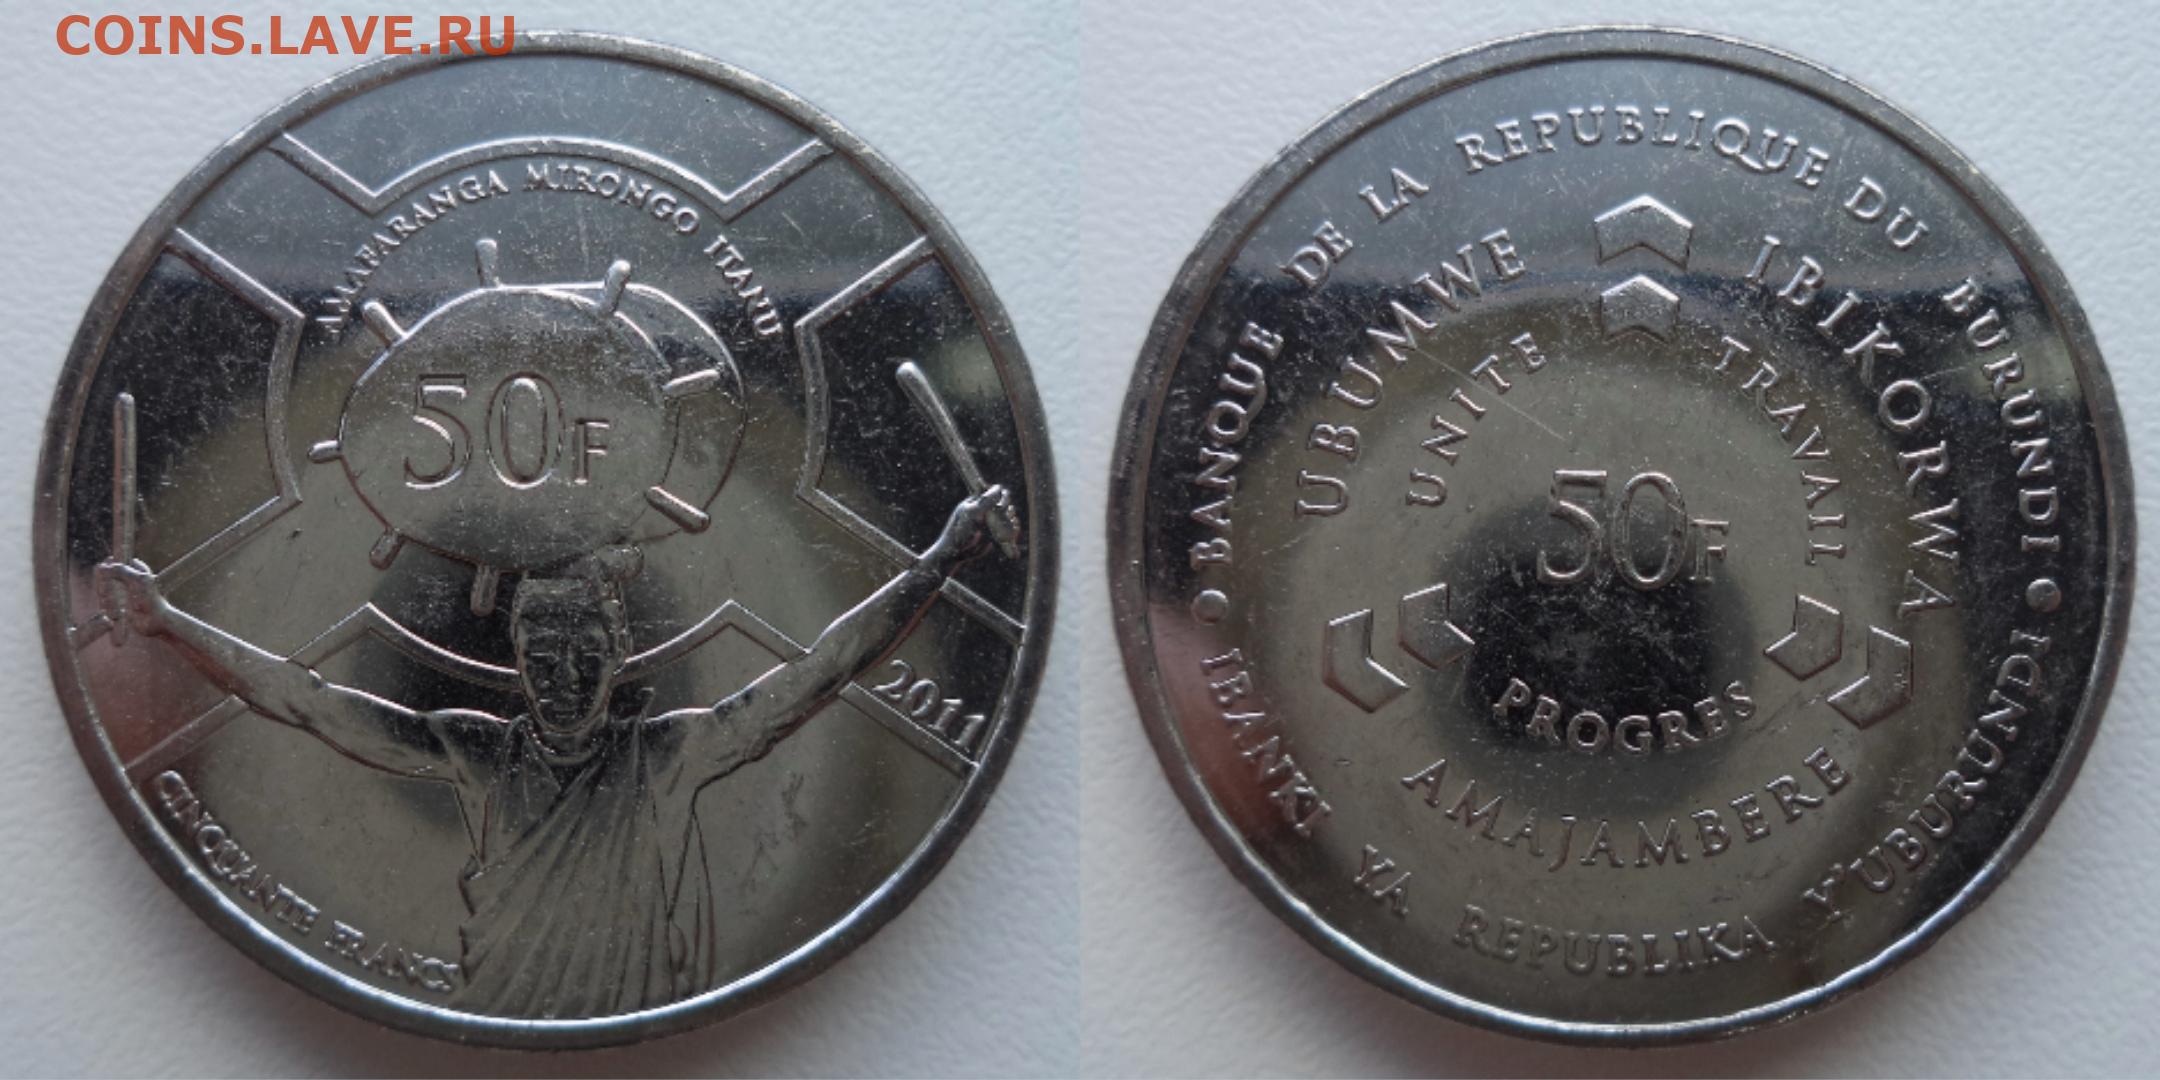 COINS.LAVE.RU
AMAFARANGA MIRONGO ITANU
50F
2011
CINQUANTE FRANCS
BANQUE DE LA REPUBLIQUE DU BURUNDI
IBANKI YA REPUBLIKA Y'UBURUNDI
UBUMWE IBIKORWA
UNITE TRAVAIL
50F
PROGRES
AMAJAMBERE